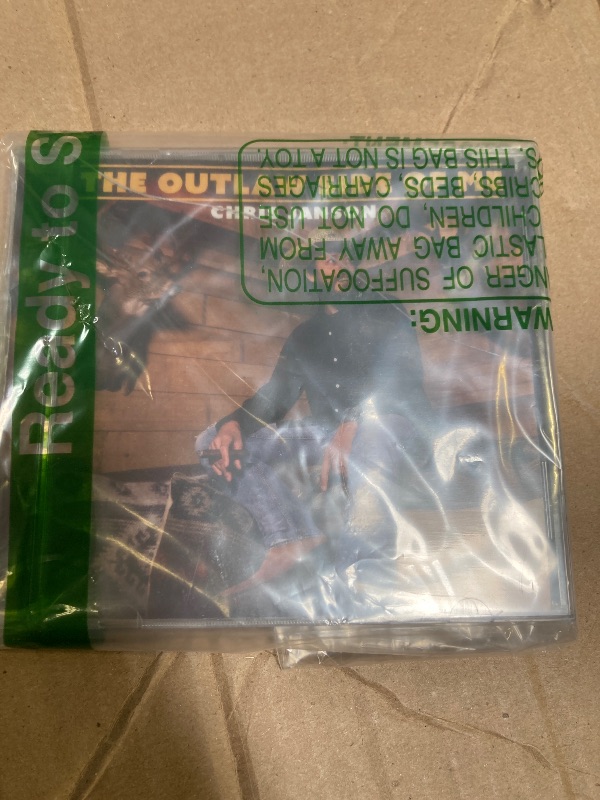 Ready to S
THE OUTLA
WARNING:
NGER OF SUFFOCATION,
LASTIC BAG AWAY FROM
CHILDREN, DO NOT USE
CRIBS, BEDS, CARRIAGES
S, THIS BAG IS NOT A TOY.